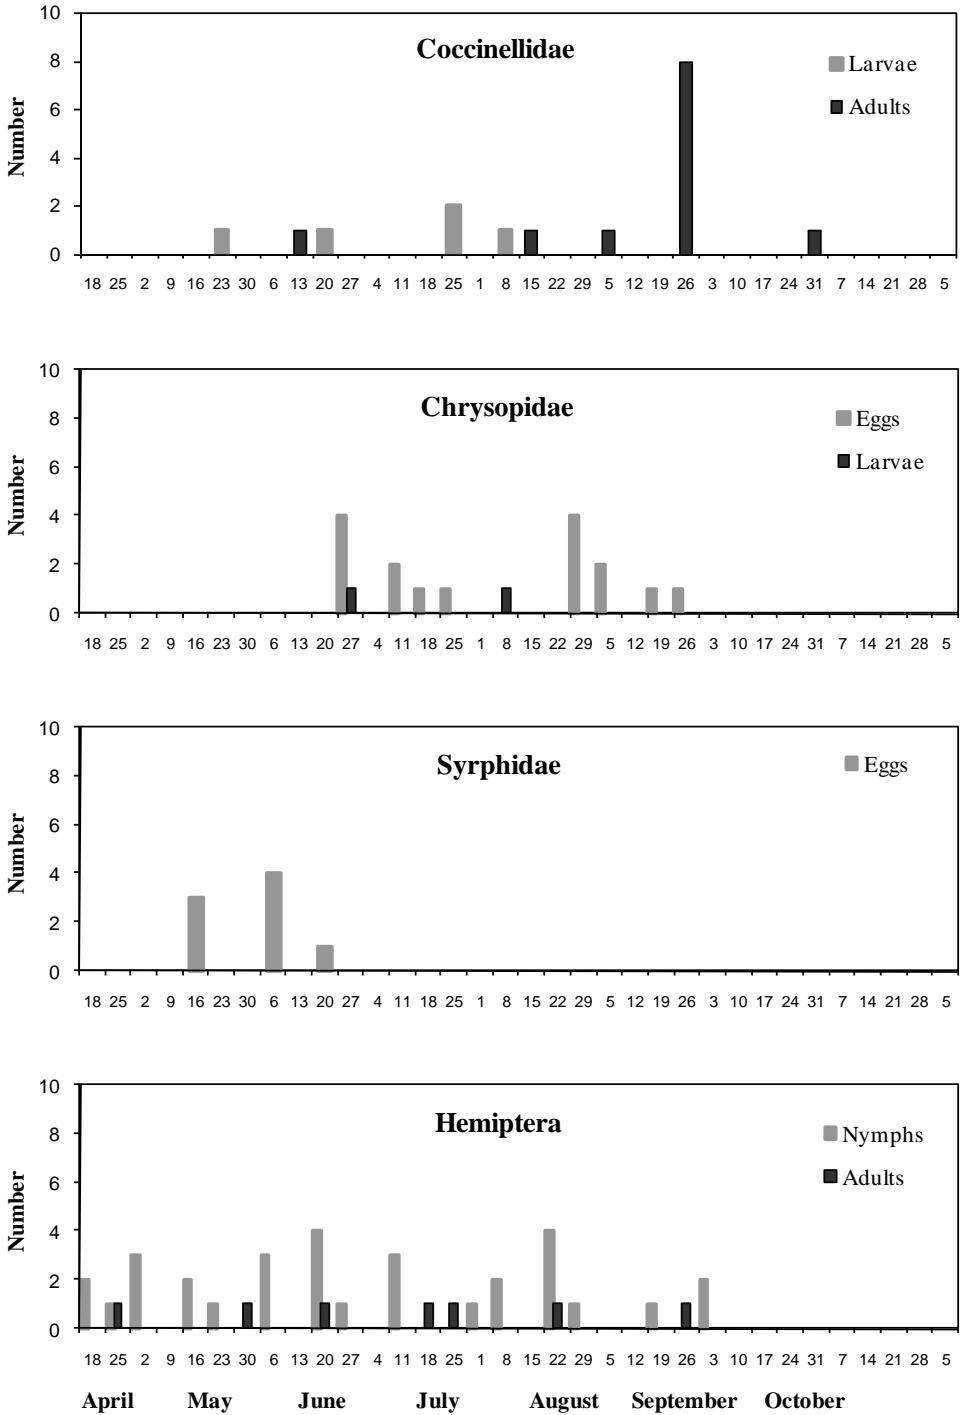 Coccinellidae
Larvae
Adults
Number
10
8
6
4
2
0
18 25 2 9 16 23 30 6 13 20 27 4 11 18 25 1 8 15 22 29 5 12 19 26 3 10 17 24 31 7 14 21 28 5
Chrysopidae
Eggs
Larvae
Number
10
8
6
4
2
0
18 25 2 9 16 23 30 6 13 20 27 4 11 18 25 1 8 15 22 29 5 12 19 26 3 10 17 24 31 7 14 21 28 5
Syrphidae
Eggs
Number
10
8
6
4
2
0
18 25 2 9 16 23 30 6 13 20 27 4 11 18 25 1 8 15 22 29 5 12 19 26 3 10 17 24 31 7 14 21 28 5
Hemiptera
Nymphs
Adults
Number
10
8
6
4
2
0
18 25 2 9 16 23 30 6 13 20 27 4 11 18 25 1 8 15 22 29 5 12 19 26 3 10 17 24 31 7 14 21 28 5
April May June July August September October